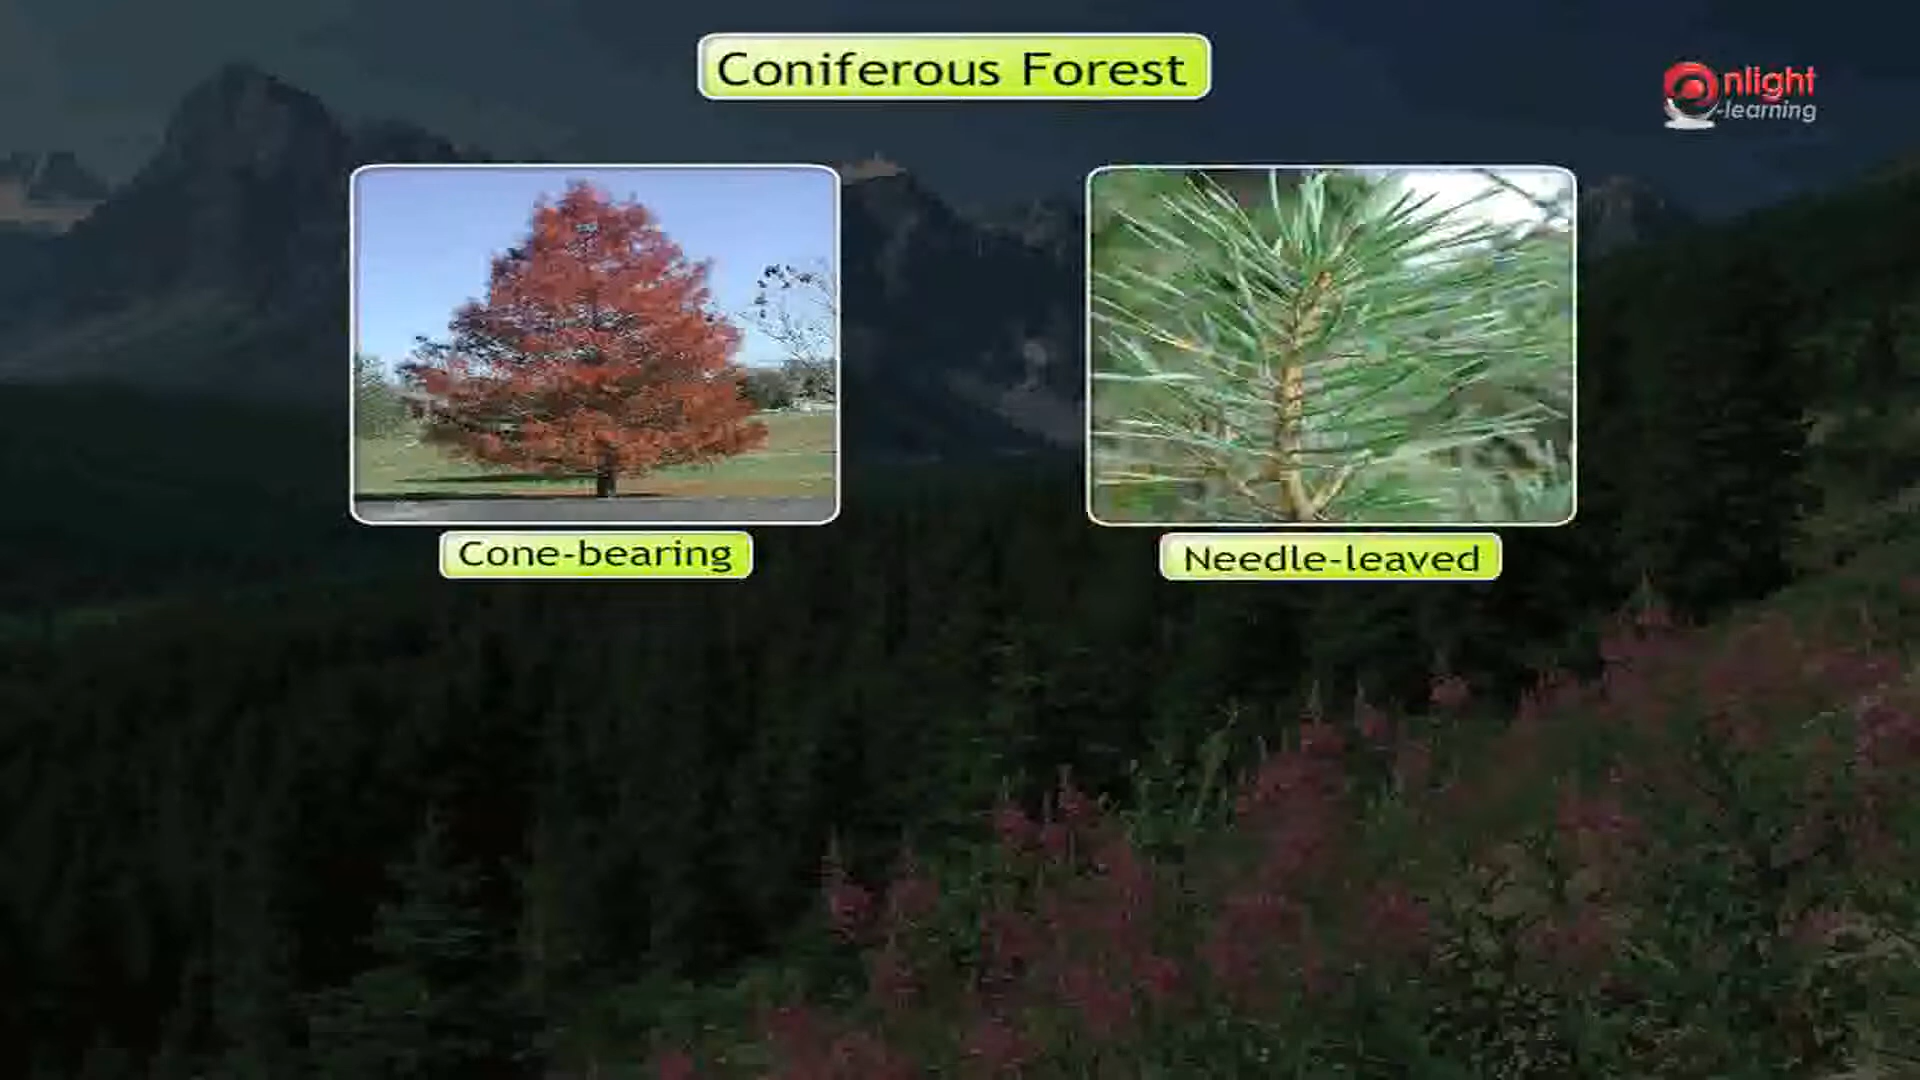 Coniferous Forest
nlight
-learning
Cone-bearing
Needle-leaved